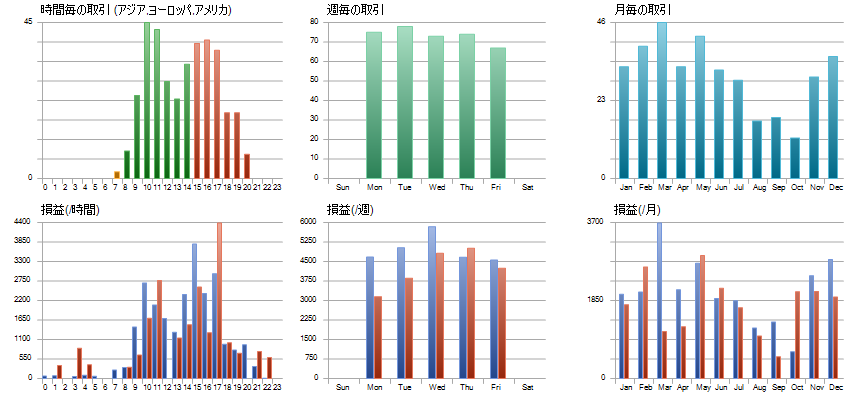 時間毎の取引 (アジア,ヨーロッパ,アメリカ)
45
0
0 1 2 3 4 5 6 7 8 9 10 11 12 13 14 15 16 17 18 19 20 21 22 23
週毎の取引
80
70
60
50
40
30
20
10
0
Sun Mon Tue Wed Thu Fri Sat
月毎の取引
46
23
0
Jan Feb Mar Apr May Jun Jul Aug Sep Oct Nov Dec
損益(/時間)
4400
3850
3300
2750
2200
1650
1100
550
0
0 1 2 3 4 5 6 7 8 9 10 11 12 13 14 15 16 17 18 19 20 21 22 23
損益(/週)
6000
5250
4500
3750
3000
2250
1500
750
0
Sun Mon Tue Wed Thu Fri Sat
損益(/月)
3700
1850
0
Jan Feb Mar Apr May Jun Jul Aug Sep Oct Nov Dec